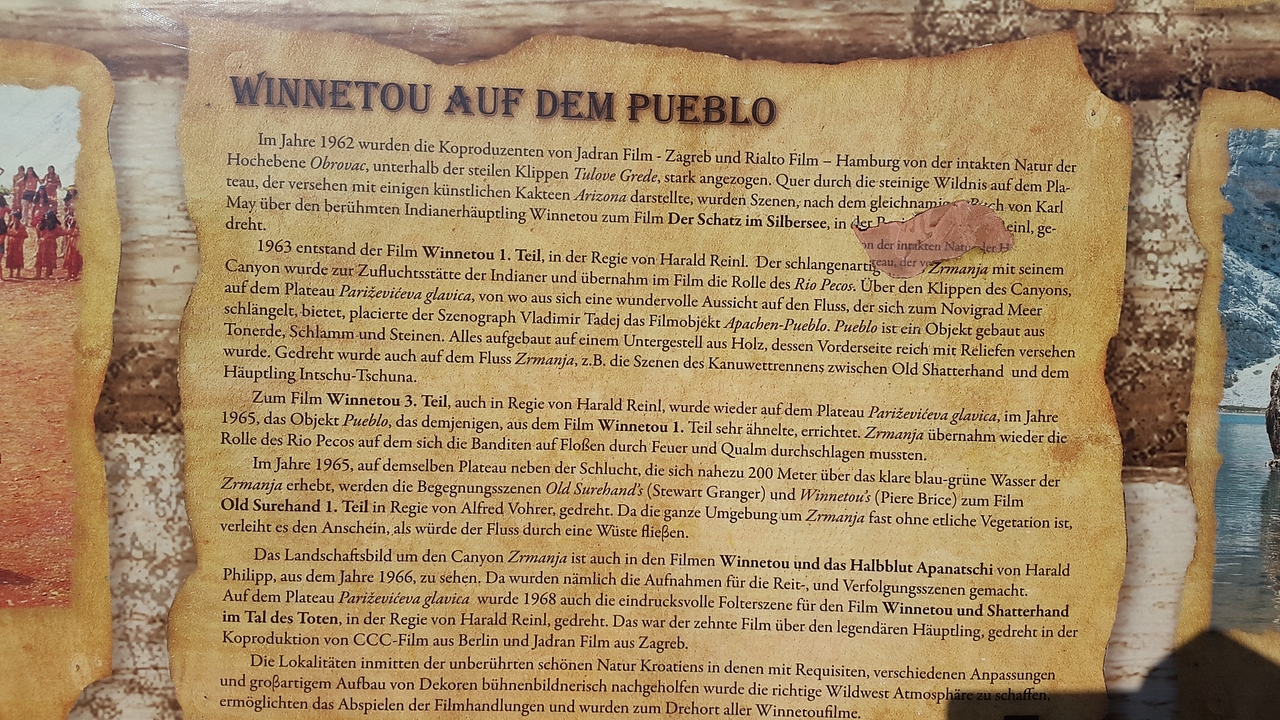 WINNETOU AUF DEM PUEBLO
Im Jahre 1962 wurden die Koproduzenten von Jadran Film - Zagreb und Rialto Film – Hamburg von der intakten Natur der
Hochebene Obrovac, unterhalb der steilen Klippen Tulove Grede, stark angezogen. Quer durch die steinige Wildnis auf dem Pla-
teau, der versehen mit einigen künstlichen Kakteen Arizona darstellte, wurden Szenen, nach dem gleichnamigen Buch von Karl
May über den berühmten Indianerhäuptling Winnetou zum Film Der Schatz im Silbersee, in der einl, ge-
dreht.
on der intakten Natur der H
teau, der
1963 entstand der Film Winnetou 1. Teil, in der Regie von Harald Reinl. Der schlangenartig Zrmanja mit seinem
Canyon wurde zur Zufluchtsstätte der Indianer und übernahm im Film die Rolle des Rio Pecos. Über den Klippen des Canyons,
auf dem Plateau Pariževićeva glavica, von wo aus sich eine wundervolle Aussicht auf den Fluss, der sich zum Novigrad Meer
schlängelt, bietet, placierte der Szenograph Vladimir Tadej das Filmobjekt Apachen-Pueblo. Pueblo ist ein Objekt gebaut aus
Tonerde, Schlamm und Steinen. Alles aufgebaut auf einem Untergestell aus Holz, dessen Vorderseite reich mit Reliefen versehen
wurde. Gedreht wurde auch auf dem Fluss Zrmanja, z.B. die Szenen des Kanuwettrennens zwischen Old Shatterhand und dem
Häuptling Intschu-Tschuna.
Zum Film Winnetou 3. Teil, auch in Regie von Harald Reinl, wurde wieder auf dem Plateau Pariževićeva glavica, im Jahre
1965, das Objekt Pueblo, das demjenigen, aus dem Film Winnetou 1. Teil sehr ähnelte, errichtet. Zrmanja übernahm wieder die
Rolle des Rio Pecos auf dem sich die Banditen auf Floßen durch Feuer und Qualm durchschlagen mussten.
Im Jahre 1965, auf demselben Plateau neben der Schlucht, die sich nahezu 200 Meter über das klare blau-grüne Wasser der
Zrmanja erhebt, werden die Begegnungsszenen Old Surehand's (Stewart Granger) und Winnetou's (Piere Brice) zum Film
Old Surehand 1. Teil in Regie von Alfred Vohrer, gedreht. Da die ganze Umgebung um Zrmanja fast ohne etliche Vegetation ist,
verleiht es den Anschein, als würde der Fluss durch eine Wüste fließen.
Das Landschaftsbild um den Canyon Zrmanja ist auch in den Filmen Winnetou und das Halbblut Apanatschi von Harald
Philipp, aus dem Jahre 1966, zu sehen. Da wurden nämlich die Aufnahmen für die Reit-, und Verfolgungsszenen gemacht.
Auf dem Plateau Pariževićeva glavica wurde 1968 auch die eindrucksvolle Folterszene für den Film Winnetou und Shatterhand
im Tal des Toten, in der Regie von Harald Reinl, gedreht. Das war der zehnte Film über den legendären Häuptling, gedreht in der
Koproduktion von CCC-Film aus Berlin und Jadran Film aus Zagreb.
Die Lokalitäten inmitten der unberührten schönen Natur Kroatiens in denen mit Requisiten, verschiedenen Anpassungen
und großartigem Aufbau von Dekoren bühnenbildnerisch nachgeholfen wurde die richtige Wildwest Atmosphäre zu schaffen,
ermöglichten das Abspielen der Filmhandlungen und wurden zum Drehort aller Winnetoufilme.